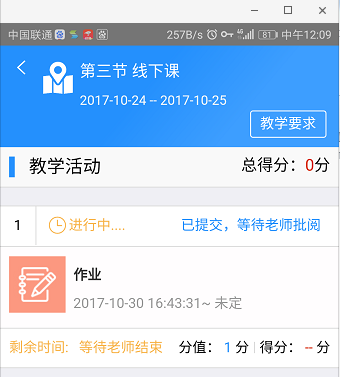 中国联通 257B/s 4G 81 中午12:09
第三节 线下课
2017-10-24 -- 2017-10-25
教学要求
教学活动 总得分：0分
1 进行中.... 已提交，等待老师批阅
作业
2017-10-30 16:43:31~ 未定
剩余时间: 等待老师结束 分值： 1 分 得分： -- 分